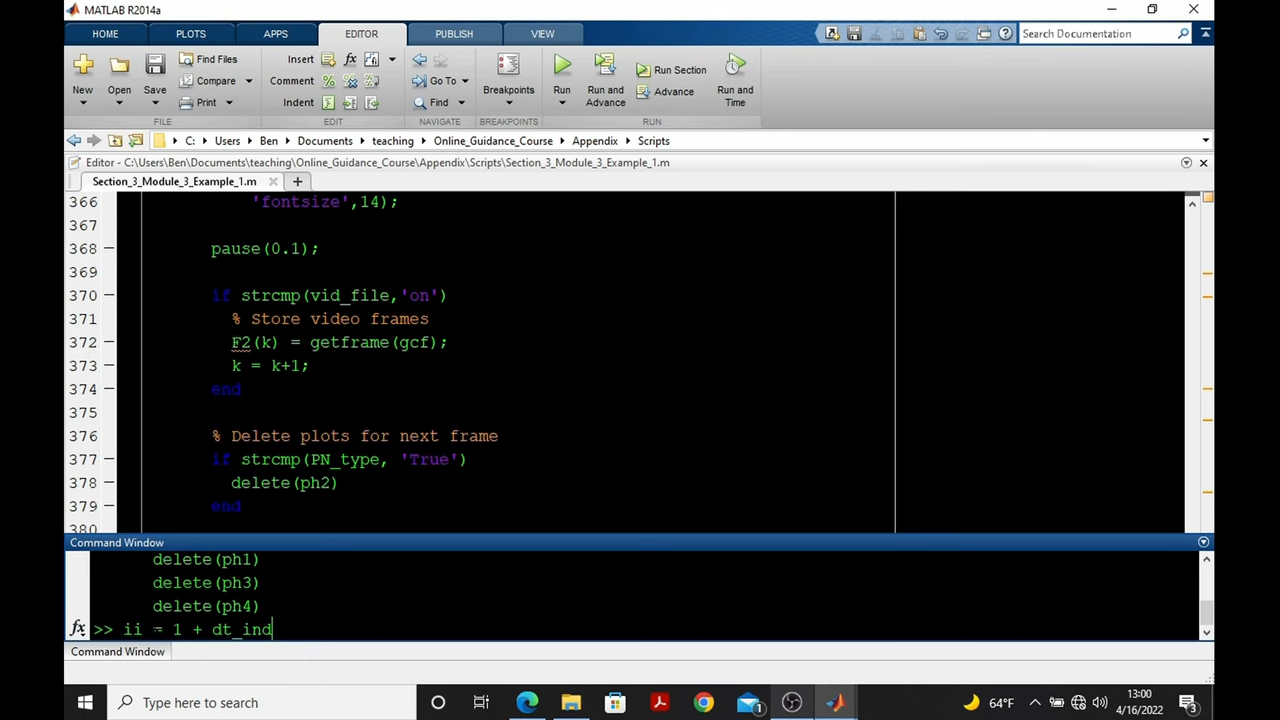 MATLAB R2014a
HOME PLOTS APPS EDITOR PUBLISH VIEW Search Documentation
New Open Save Find Files Compare Print Insert Comment Indent Go To Find Breakpoints Run Run and Advance Run Section Advance Run and Time
FILE EDIT NAVIGATE BREAKPOINTS RUN
C: Users Ben Documents teaching Online_Guidance_Course Appendix Scripts
Editor - C:\Users\Ben\Documents\teaching\Online_Guidance_Course\Appendix\Scripts\Section_3_Module_3_Example_1.m
Section_3_Module_3_Example_1.m
366 'fontsize',14);
367
368 pause(0.1);
369
370 if strcmp(vid_file,'on')
371 % Store video frames
372 F2(k) = getframe(gcf);
373 k = k+1;
374 end
375
376 % Delete plots for next frame
377 if strcmp(PN_type, 'True')
378 delete(ph2)
379 end
380
Command Window
delete(ph1)
delete(ph3)
delete(ph4)
fx >> ii = 1 + dt_ind
Command Window
Type here to search 1 64°F 13:00
4/16/2022 3